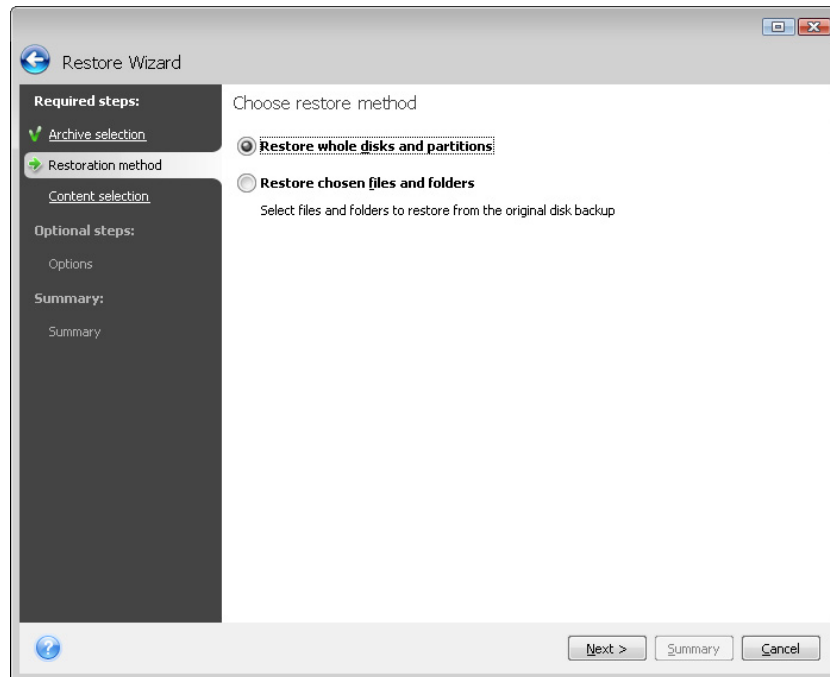 Restore Wizard
Required steps:
Archive selection
Restoration method
Content selection
Optional steps:
Options
Summary:
Summary
Choose restore method
Restore whole disks and partitions
Restore chosen files and folders
Select files and folders to restore from the original disk backup
Next >
Summary
Cancel